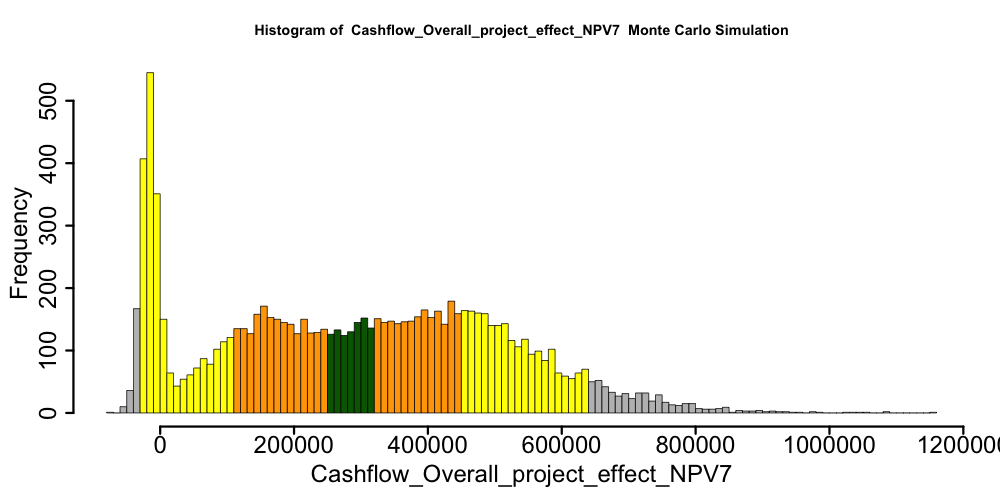 Histogram of  Cashflow_Overall_project_effect_NPV7  Monte Carlo Simulation
500
400
300
200
100
0
Frequency
0 200000 400000 600000 800000 1000000 1200000
Cashflow_Overall_project_effect_NPV7